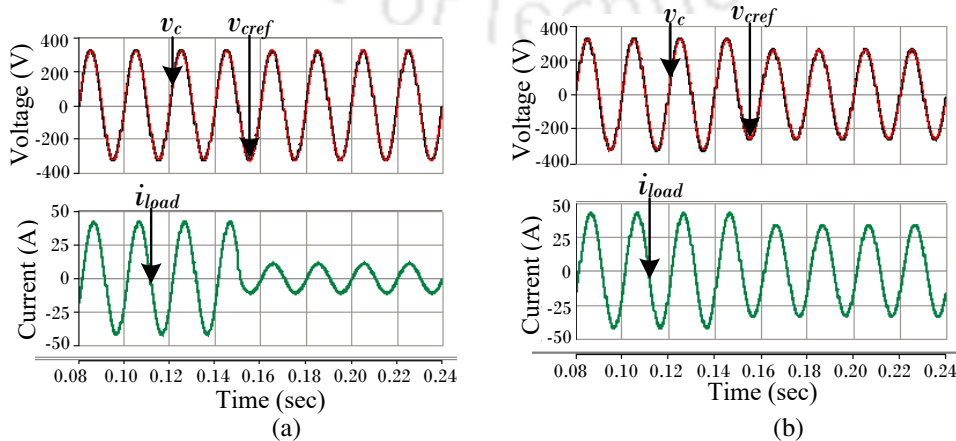 of Techno
v_c v_cref
400
200
0
-200
-400
Voltage (V)
i_load
50
25
0
-25
-50
Current (A)
0.08 0.10 0.12 0.14 0.16 0.18 0.20 0.22 0.24
Time (sec)
(a)
v_c v_cref
400
200
0
-200
-400
Voltage (V)
i_load
50
25
0
-25
-50
Current (A)
0.08 0.10 0.12 0.14 0.16 0.18 0.20 0.22 0.24
Time (sec)
(b)